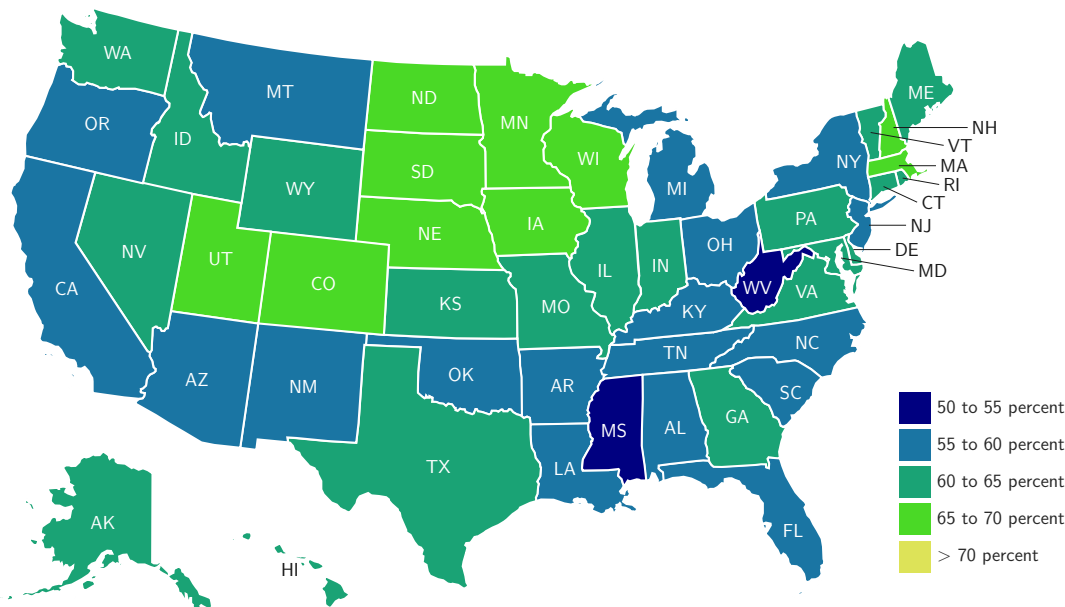 WA
ME
MT
ND
MN
OR
NH
ID
VT
WI
NY
MA
SD
RI
WY
MI
CT
PA
IA
NE
NJ
OH
NV
DE
UT
IL
IN
MD
CO
CA
WV
VA
KS
MO
KY
NC
TN
OK
AZ
NM
AR
SC
50 to 55 percent
GA
MS
AL
55 to 60 percent
TX
LA
60 to 65 percent
AK
65 to 70 percent
FL
> 70 percent
HI